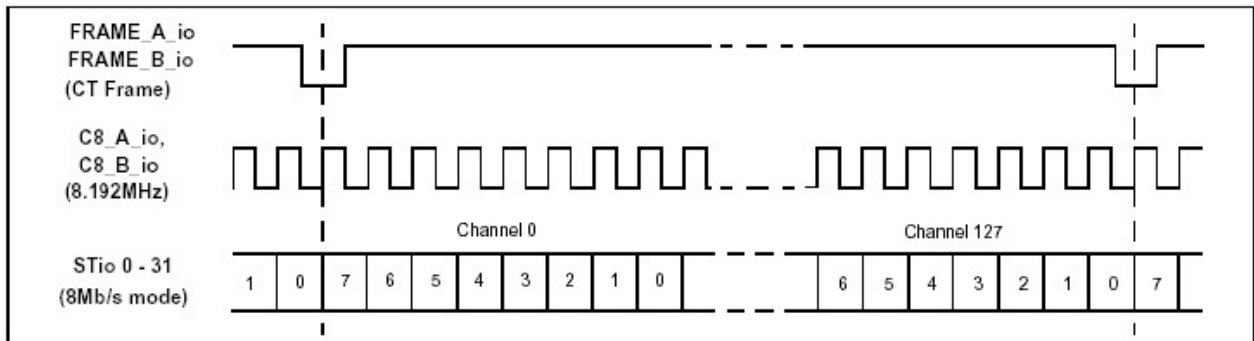 FRAME_A_io
FRAME_B_io
(CT Frame)
C8_A_io,
C8_B_io
(8.192MHz)
Channel 0
Channel 127
STio 0 - 31
(8Mb/s mode)
1 0 7 6 5 4 3 2 1 0 6 5 4 3 2 1 0 7